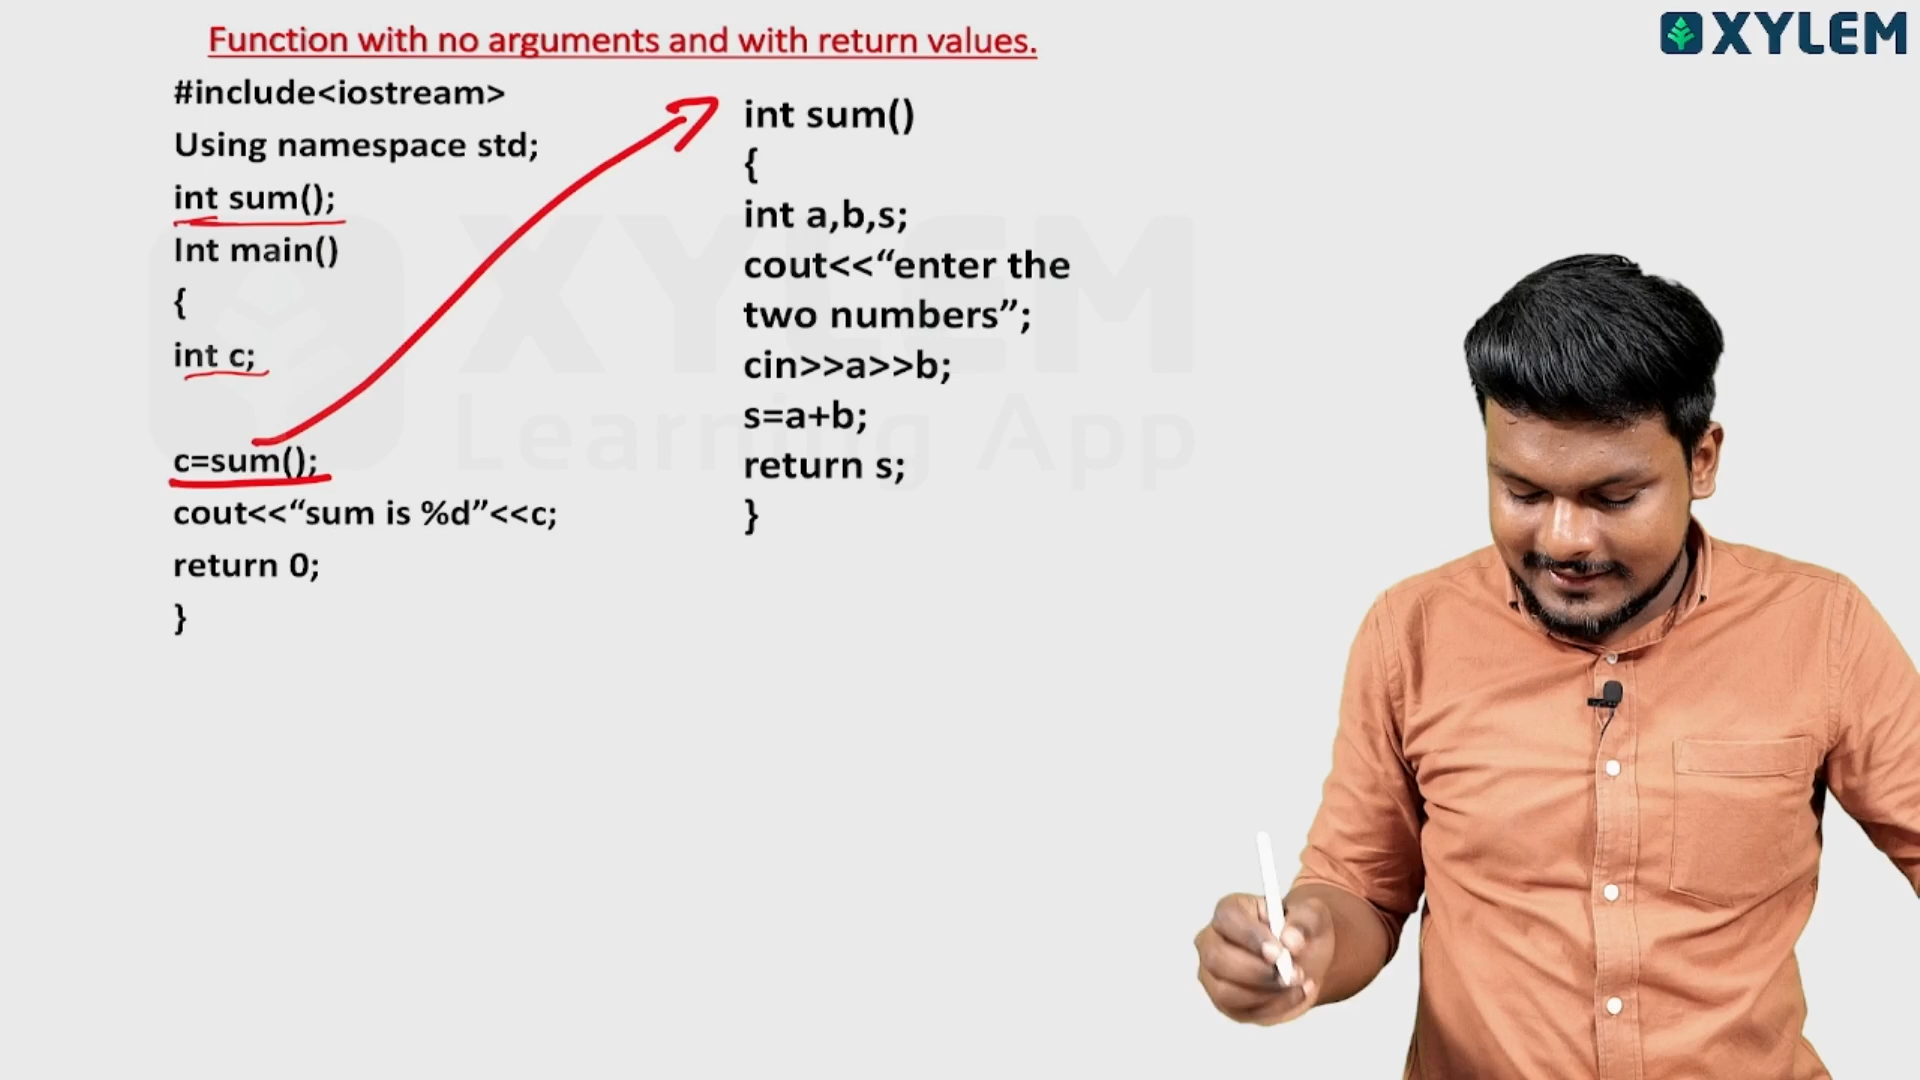 Function with no arguments and with return values.
XYLEM
#include<iostream>
Using namespace std;
int sum();
Int main()
{
int c;
c=sum();
cout<<“sum is %d”<<c;
return 0;
}
int sum()
{
int a,b,s;
cout<<“enter the
two numbers”;
cin>>a>>b;
s=a+b;
return s;
}
XYLEM
Learning App